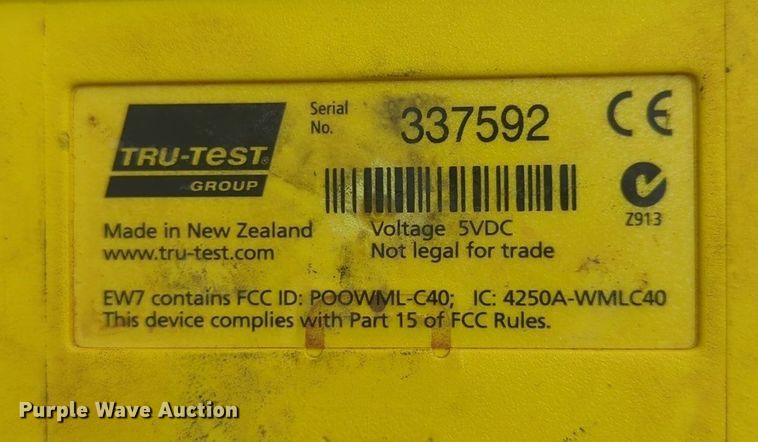 TRU-TEST®
GROUP
Serial
No.
337592
CE
Z913
Made in New Zealand
www.tru-test.com
Voltage 5VDC
Not legal for trade
EW7 contains FCC ID: POOWML-C40; IC: 4250A-WMLC40
This device complies with Part 15 of FCC Rules.
Purple Wave Auction